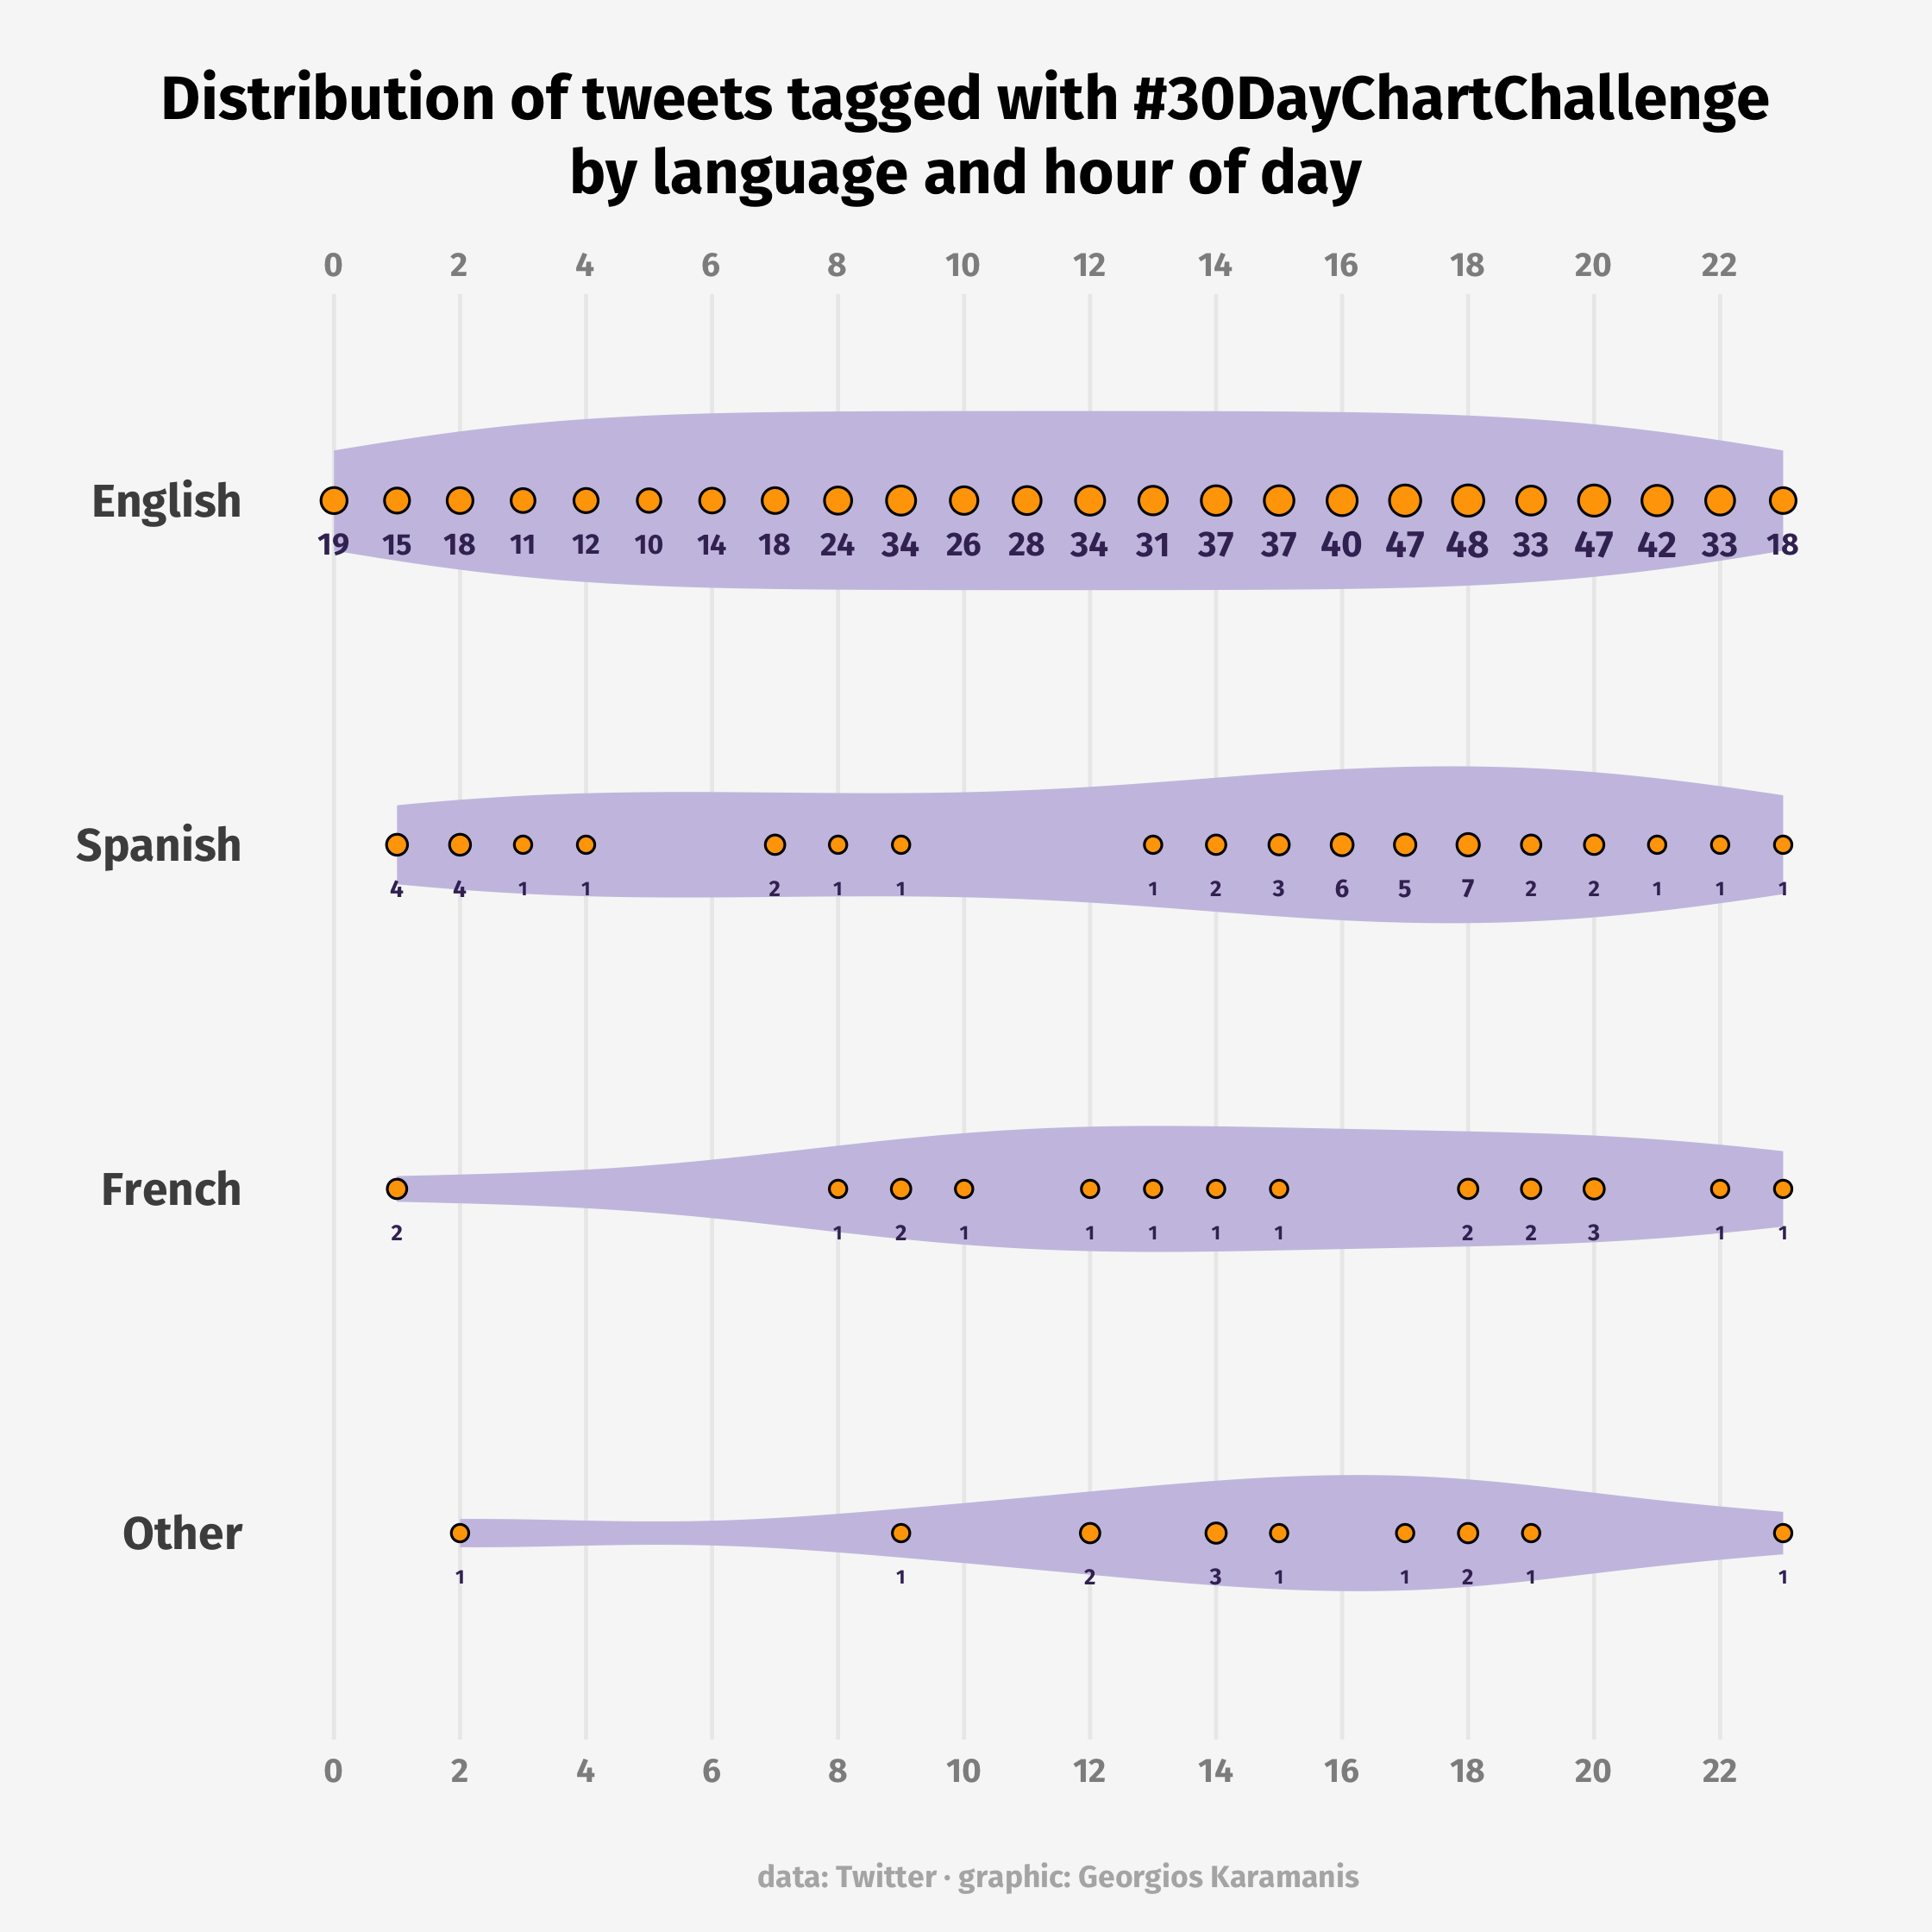 Distribution of tweets tagged with #30DayChartChallenge
by language and hour of day
0 2 4 6 8 10 12 14 16 18 20 22
English
19 15 18 11 12 10 14 18 24 34 26 28 34 31 37 37 40 47 48 33 47 42 33 18
Spanish
4 4 1 1 2 1 1 1 2 3 6 5 7 2 2 1 1 1
French
2 1 2 1 1 1 1 1 2 2 3 1 1
Other
1 1 2 3 1 1 2 1 1
0 2 4 6 8 10 12 14 16 18 20 22
data: Twitter · graphic: Georgios Karamanis